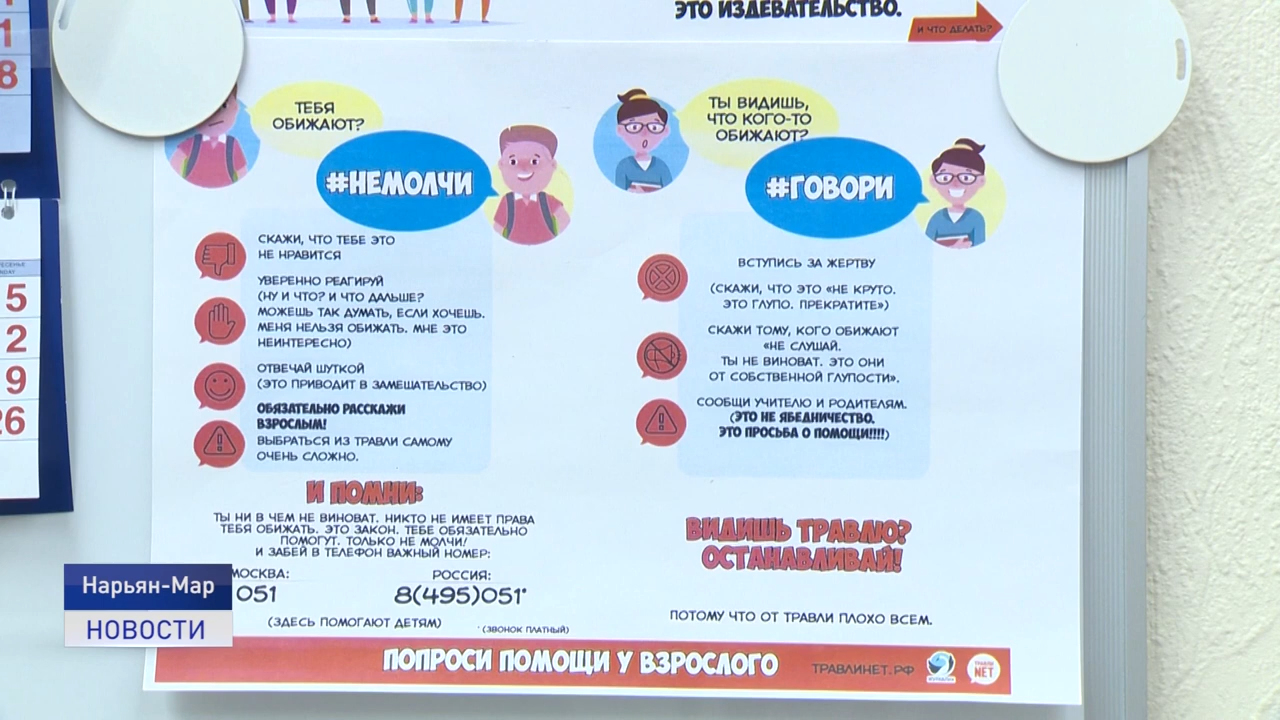 ЭТО ИЗДЕВАТЕЛЬСТВО.
И ЧТО ДЕЛАТЬ?
1
8
5
2
9
26
ТЕБЯ
ОБИЖАЮТ?
#НЕМОЛЧИ
СКАЖИ, ЧТО ТЕБЕ ЭТО
НЕ НРАВИТСЯ
УВЕРЕННО РЕАГИРУЙ
(НУ И ЧТО? И ЧТО ДАЛЬШЕ?
МОЖЕШЬ ТАК ДУМАТЬ, ЕСЛИ ХОЧЕШЬ.
МЕНЯ НЕЛЬЗЯ ОБИЖАТЬ. МНЕ ЭТО
НЕИНТЕРЕСНО)
ОТВЕЧАЙ ШУТКОЙ
(ЭТО ПРИВОДИТ В ЗАМЕШАТЕЛЬСТВО)
ОБЯЗАТЕЛЬНО РАССКАЖИ
ВЗРОСЛЫМ!
ВЫБРАТЬСЯ ИЗ ТРАВЛИ САМОМУ
ОЧЕНЬ СЛОЖНО.
И ПОМНИ:
ТЫ НИ В ЧЕМ НЕ ВИНОВАТ. НИКТО НЕ ИМЕЕТ ПРАВА
ТЕБЯ ОБИЖАТЬ. ЭТО ЗАКОН. ТЕБЕ ОБЯЗАТЕЛЬНО
ПОМОГУТ. ТОЛЬКО НЕ МОЛЧИ!
И ЗАБЕЙ В ТЕЛЕФОН ВАЖНЫЙ НОМЕР:
МОСКВА:
051
РОССИЯ:
8(495)051*
(ЗДЕСЬ ПОМОГАЮТ ДЕТЯМ)
* (ЗВОНОК ПЛАТНЫЙ)
ТЫ ВИДИШЬ,
ЧТО КОГО-ТО
ОБИЖАЮТ?
#ГОВОРИ
ВСТУПИСЬ ЗА ЖЕРТВУ
(СКАЖИ, ЧТО ЭТО «НЕ КРУТО.
ЭТО ГЛУПО. ПРЕКРАТИТЕ»)
СКАЖИ ТОМУ, КОГО ОБИЖАЮТ
«НЕ СЛУШАЙ.
ТЫ НЕ ВИНОВАТ. ЭТО ОНИ
ОТ СОБСТВЕННОЙ ГЛУПОСТИ».
СООБЩИ УЧИТЕЛЮ И РОДИТЕЛЯМ.
(ЭТО НЕ ЯБЕДНИЧЕСТВО.
ЭТО ПРОСЬБА О ПОМОЩИ!!!!)
ВИДИШЬ ТРАВЛЮ?
ОСТАНАВЛИВАЙ!
ПОТОМУ ЧТО ОТ ТРАВЛИ ПЛОХО ВСЕМ.
ПОПРОСИ ПОМОЩИ У ВЗРОСЛОГО
ТРАВЛИНЕТ.РФ
ТРАВЛИ
NET
Нарьян-Мар
НОВОСТИ